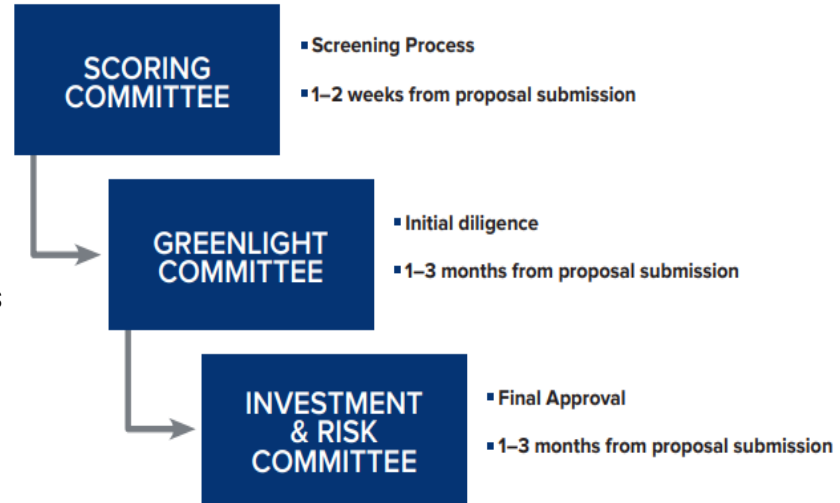 SCORING
COMMITTEE
▪ Screening Process
▪ 1–2 weeks from proposal submission
GREENLIGHT
COMMITTEE
▪ Initial diligence
▪ 1–3 months from proposal submission
s
INVESTMENT
& RISK
COMMITTEE
▪ Final Approval
▪ 1–3 months from proposal submission